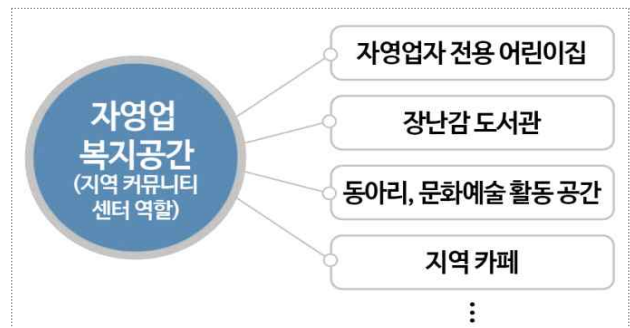 자영업
복지공간
(지역 커뮤니티
센터 역할)
자영업자 전용 어린이집
장난감 도서관
동아리, 문화예술 활동 공간
지역 카페
⋮